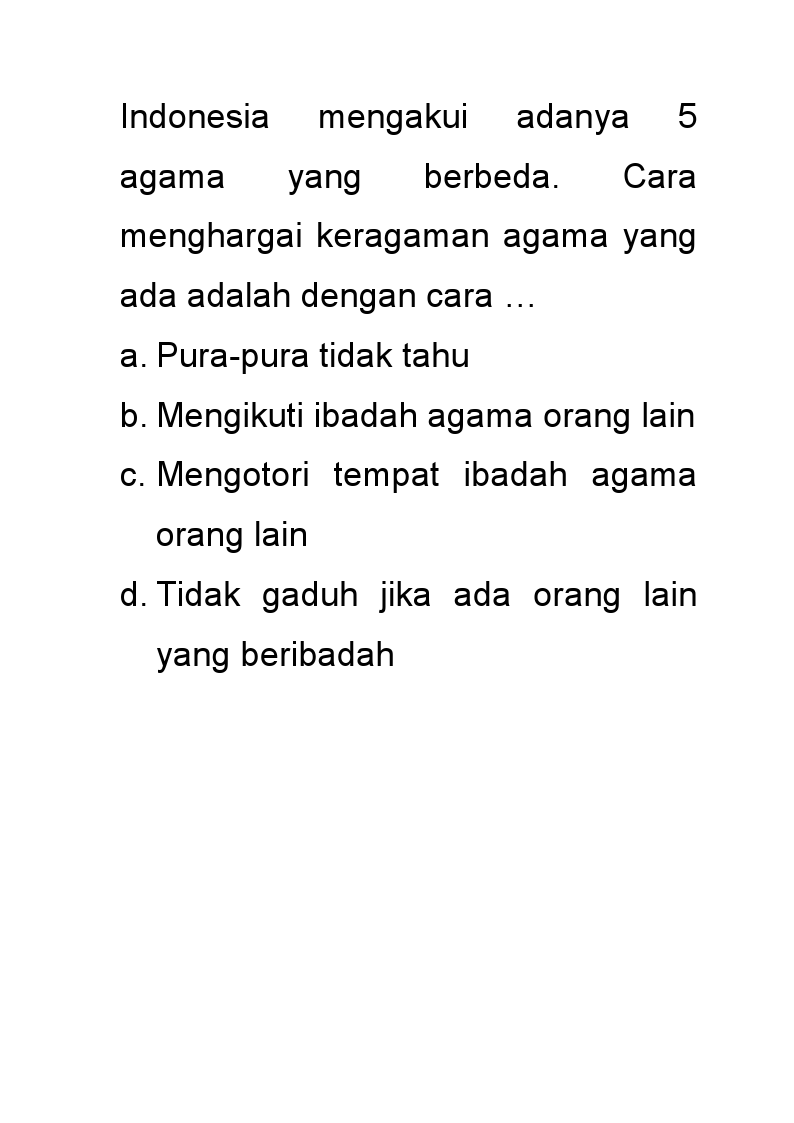 Indonesia mengakui adanya 5
agama yang berbeda. Cara
menghargai keragaman agama yang
ada adalah dengan cara …
a. Pura-pura tidak tahu
b. Mengikuti ibadah agama orang lain
c. Mengotori tempat ibadah agama
orang lain
d. Tidak gaduh jika ada orang lain
yang beribadah